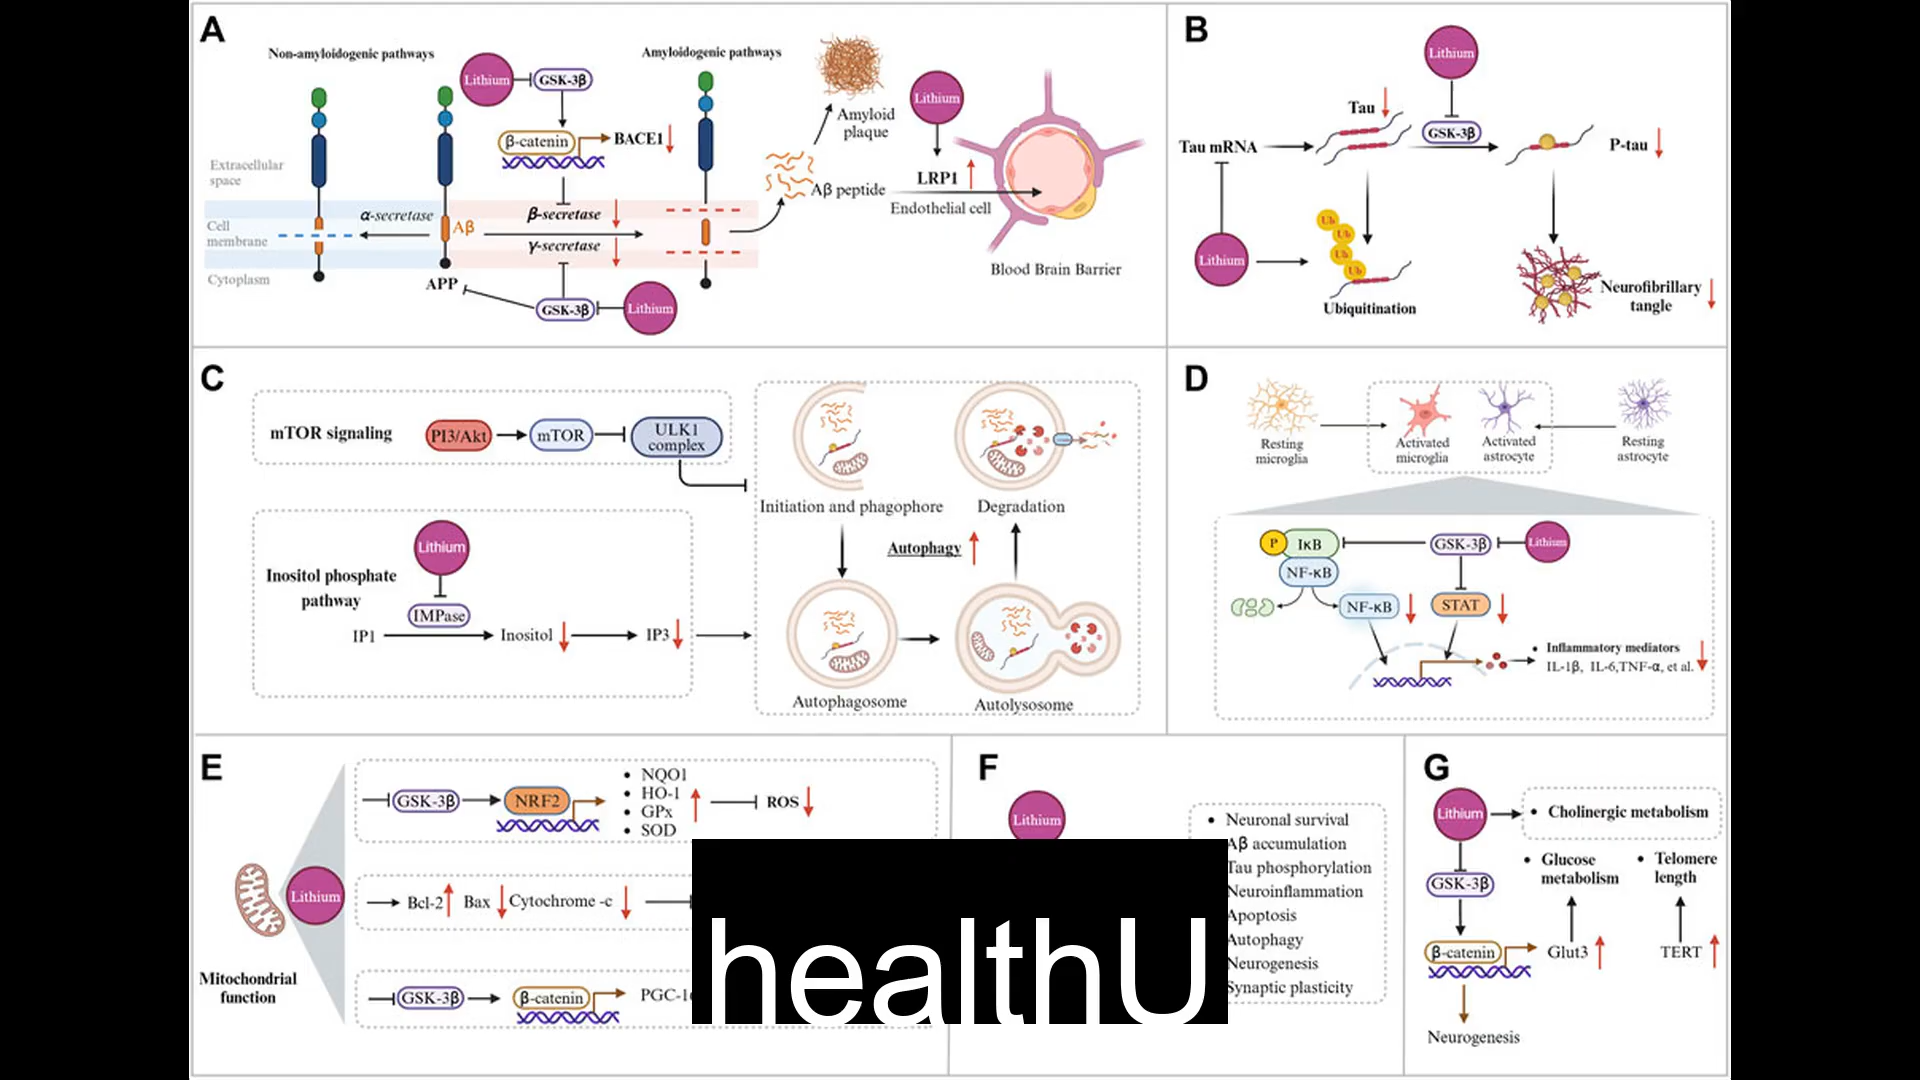 A
Non-amyloidogenic pathways
Lithium
GSK-3β
Amyloidogenic pathways
β-catenin
BACE1
Extracellular
space
Cell
membrane
Cytoplasm
α-secretase
Aβ
β-secretase
γ-secretase
APP
GSK-3β
Lithium
Amyloid
plaque
Aβ peptide
Lithium
LRP1
Endothelial cell
Blood Brain Barrier
B
Lithium
Tau
GSK-3β
Tau mRNA
P-tau
Lithium
Ub
Ub
Ub
Ub
Ubiquitination
Neurofibrillary
tangle
C
mTOR signaling
PI3/Akt
mTOR
ULK1
complex
Lithium
Inositol phosphate
pathway
IMPase
IP1
Inositol
IP3
Initiation and phagophore
Degradation
Autophagy
Autophagosome
Autolysosome
D
Resting
microglia
Activated
microglia
Activated
astrocyte
Resting
astrocyte
P
IκB
GSK-3β
Lithium
NF-κB
NF-κB
STAT
• Inflammatory mediators
IL-1β, IL-6,TNF-α, et al.
E
GSK-3β
NRF2
• NQO1
• HO-1
• GPx
• SOD
ROS
Lithium
Bcl-2
Bax
Cytochrome -c
Mitochondrial
function
GSK-3β
β-catenin
PGC-1
F
Lithium
• Neuronal survival
Aβ accumulation
Tau phosphorylation
Neuroinflammation
Apoptosis
Autophagy
Neurogenesis
Synaptic plasticity
G
Lithium
• Cholinergic metabolism
GSK-3β
• Glucose
metabolism
• Telomere
length
β-catenin
Glut3
TERT
Neurogenesis
healthU